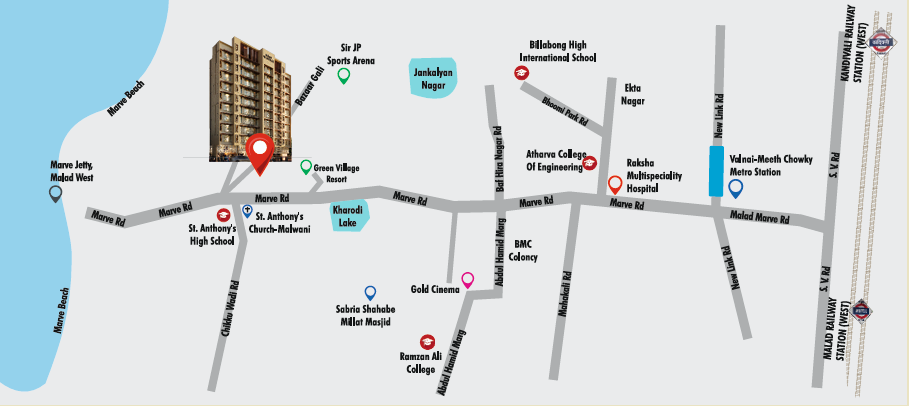 Marve Beach
Marve Jetty,
Malad West
Marve Beach
Marve Rd
Marve Rd
Marve Rd
Marve Rd
Marve Rd
Marve Rd
Malad Marve Rd
Bazaar Gali
Sir JP
Sports Arena
Jankalyan
Nagar
Billabong High
International School
Bhoomi Park Rd
Ekta
Nagar
New Link Rd
KANDIVALI RAILWAY
STATION (WEST)
Green Village
Resort
Bal Hira Nagar Rd
Atharva College
Of Engineering
Raksha
Multispeciality
Hospital
Valnai-Meeth Chowky
Metro Station
S. V. Rd
St. Anthony's
High School
St. Anthony's
Church-Malwani
Kharodi
Lake
Abdul Hamid Marg
BMC
Coloncy
New Link Rd
S. V. Rd
Chikku Wadi Rd
Sabria Shahabe
Millat Masjid
Gold Cinema
Mahakali Rd
MALAD RAILWAY
STATION (WEST)
Ramzan Ali
College
Abdul Hamid Marg